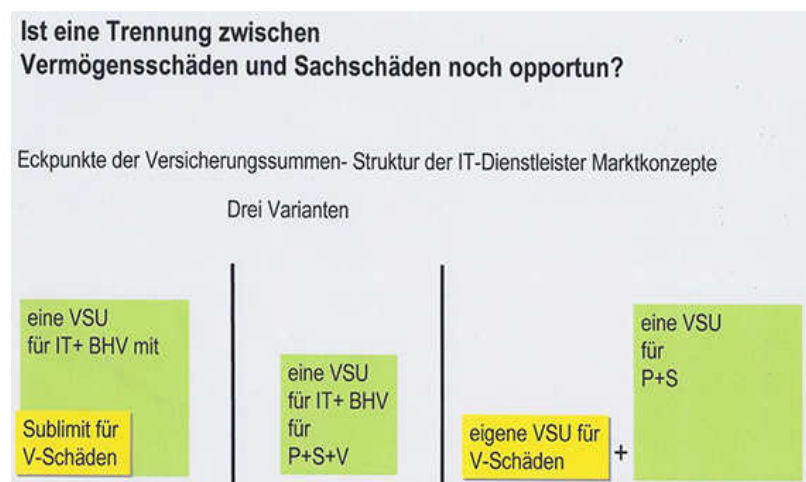 Ist eine Trennung zwischen
Vermögensschäden und Sachschäden noch opportun?
Eckpunkte der Versicherungssummen- Struktur der IT-Dienstleister Marktkonzepte
Drei Varianten
eine VSU
für IT+ BHV mit
Sublimit für
V-Schäden
eine VSU
für IT+ BHV
für
P+S+V
eigene VSU für
V-Schäden
+
eine VSU
für
P+S